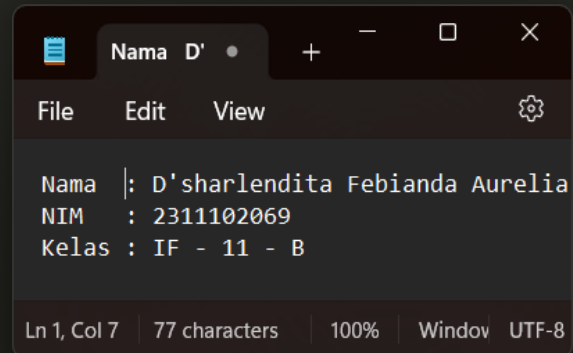 Nama D'
File Edit View
Nama : D'sharlendita Febianda Aurelia
NIM : 2311102069
Kelas : IF - 11 - B
Ln 1, Col 7 77 characters 100% Window UTF-8